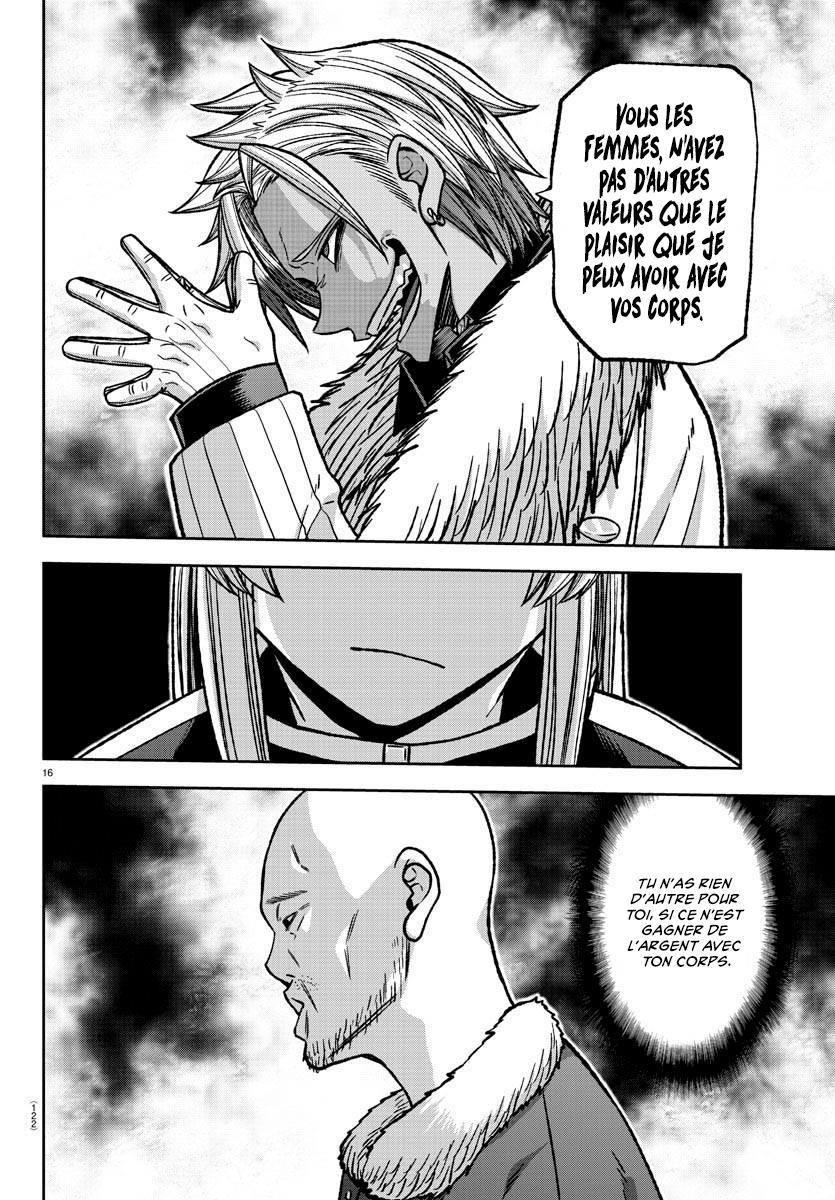 VOUS LES
FEMMES, N'AVEZ
PAS D'AUTRES
VALEURS QUE LE
PLAISIR QUE JE
PEUX AVOIR AVEC
VOS CORPS.
16
TU N'AS RIEN
D'AUTRE POUR
TOI, SI CE N'EST
GAGNER DE
L'ARGENT AVEC
TON CORPS.
(122)